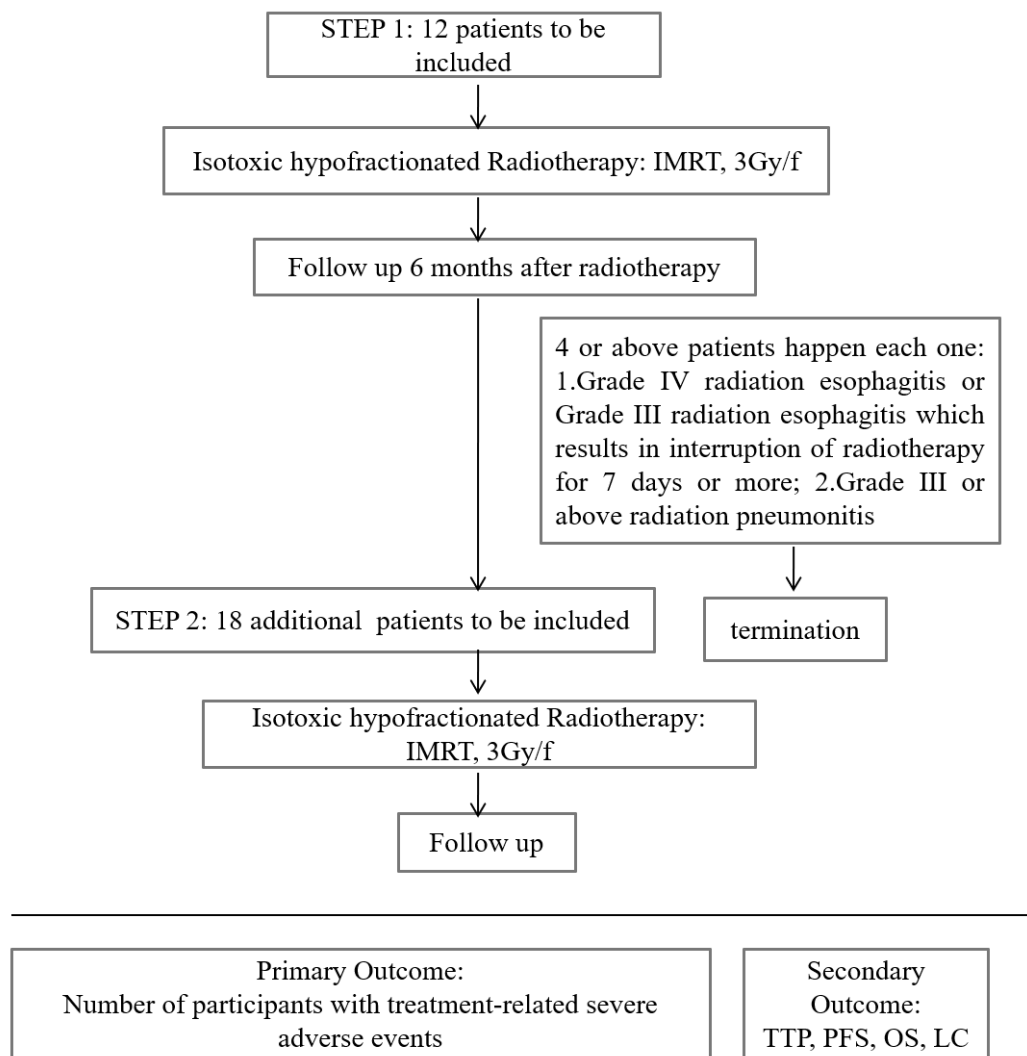 STEP 1: 12 patients to be
included
Isotoxic hypofractionated Radiotherapy: IMRT, 3Gy/f
Follow up 6 months after radiotherapy
4 or above patients happen each one:
1.Grade IV radiation esophagitis or
Grade III radiation esophagitis which
results in interruption of radiotherapy
for 7 days or more; 2.Grade III or
above radiation pneumonitis
STEP 2: 18 additional patients to be included
termination
Isotoxic hypofractionated Radiotherapy:
IMRT, 3Gy/f
Follow up
Primary Outcome:
Number of participants with treatment-related severe
adverse events
Secondary
Outcome:
TTP, PFS, OS, LC